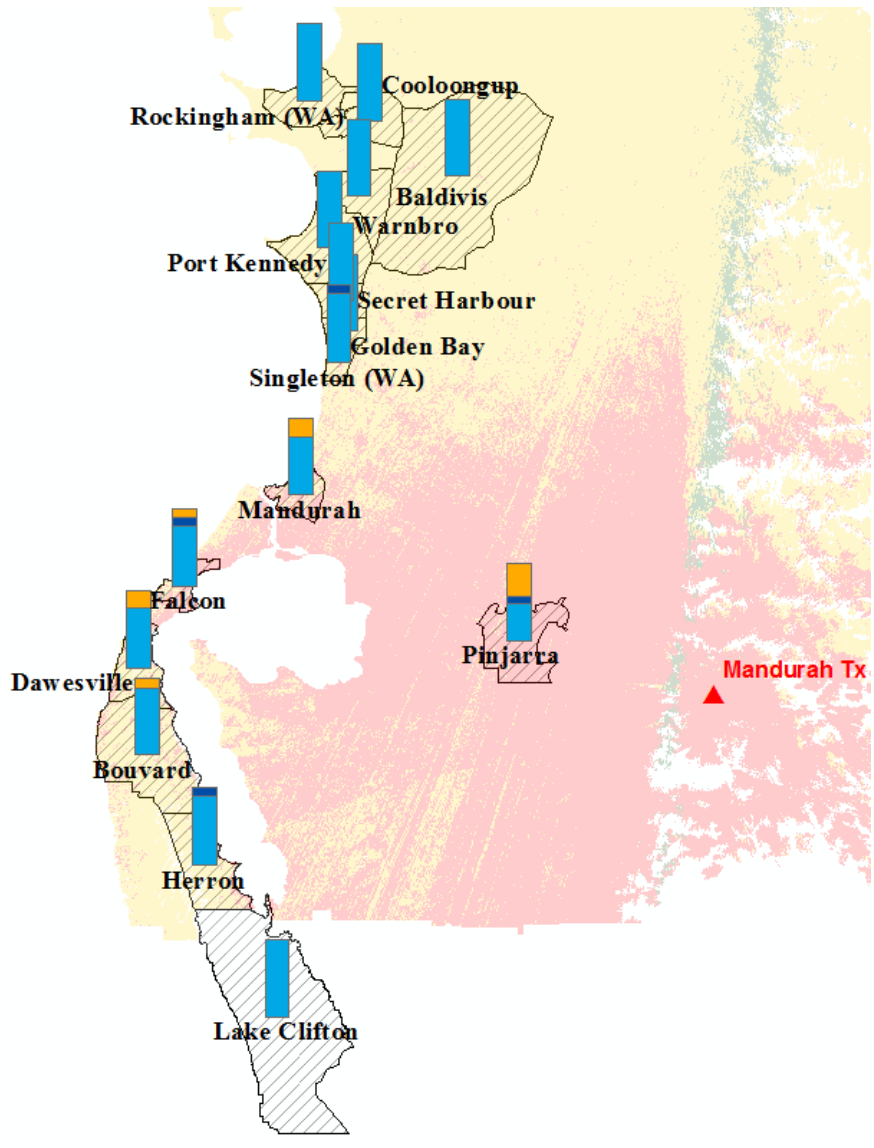 Cooloongup
Rockingham (WA)
Baldivis
Warnbro
Port Kennedy
Secret Harbour
Golden Bay
Singleton (WA)
Mandurah
Falcon
Pinjarra
Mandurah Tx
Dawesville
Bouvard
Herron
Lake Clifton